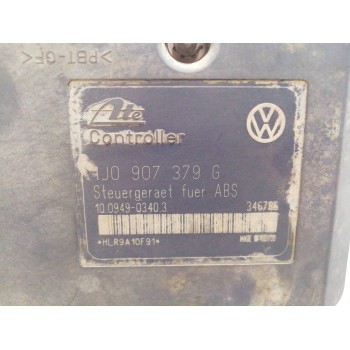 >PBT-GF<
Ate
Controller
1J0 907 379 G
Steuergeraet fuer ABS
10.0949-0340.3 346786
*HLR9A10F91*